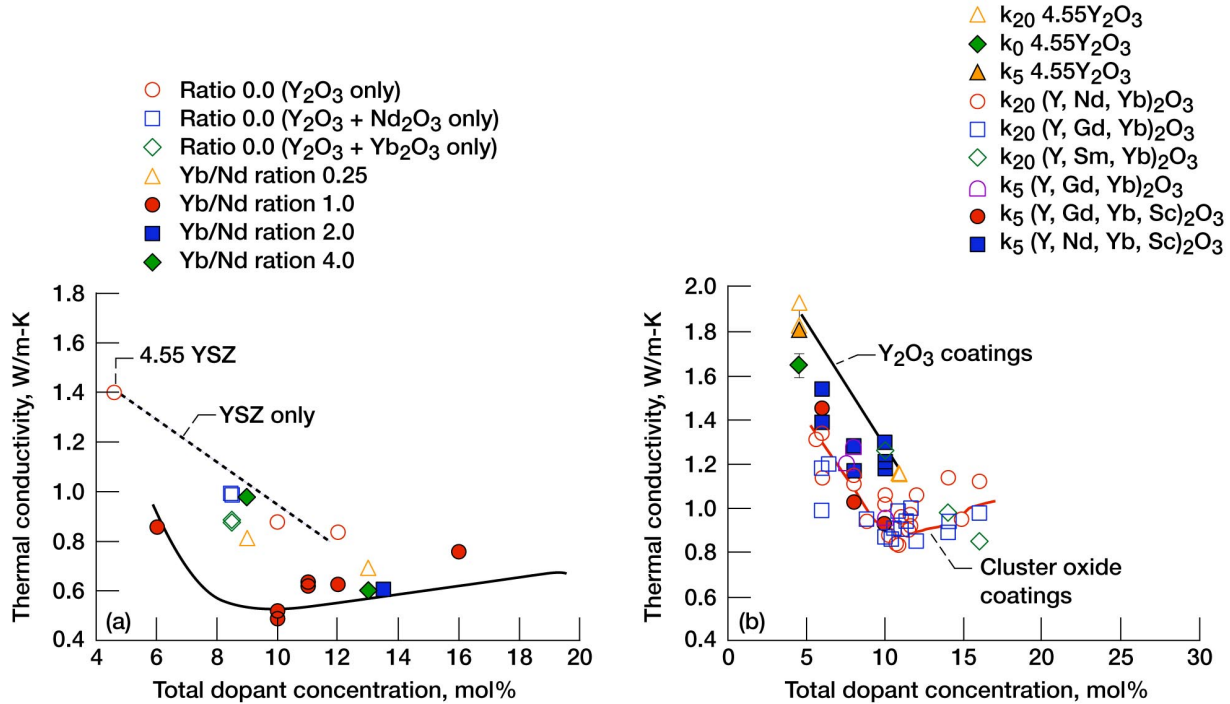 Ratio 0.0 (Y₂O₃ only)
Ratio 0.0 (Y₂O₃ + Nd₂O₃ only)
Ratio 0.0 (Y₂O₃ + Yb₂O₃ only)
Yb/Nd ration 0.25
Yb/Nd ration 1.0
Yb/Nd ration 2.0
Yb/Nd ration 4.0
Thermal conductivity, W/m-K
1.8
1.6
1.4
1.2
1.0
0.8
0.6
0.4
4.55 YSZ
YSZ only
(a)
4 6 8 10 12 14 16 18 20
Total dopant concentration, mol%
k₂₀ 4.55Y₂O₃
k₀ 4.55Y₂O₃
k₅ 4.55Y₂O₃
k₂₀ (Y, Nd, Yb)₂O₃
k₂₀ (Y, Gd, Yb)₂O₃
k₂₀ (Y, Sm, Yb)₂O₃
k₅ (Y, Gd, Yb)₂O₃
k₅ (Y, Gd, Yb, Sc)₂O₃
k₅ (Y, Nd, Yb, Sc)₂O₃
Thermal conductivity, W/m-K
2.0
1.8
1.6
1.4
1.2
1.0
0.8
0.6
0.4
Y₂O₃ coatings
Cluster oxide
coatings
(b)
0 5 10 15 20 25 30
Total dopant concentration, mol%